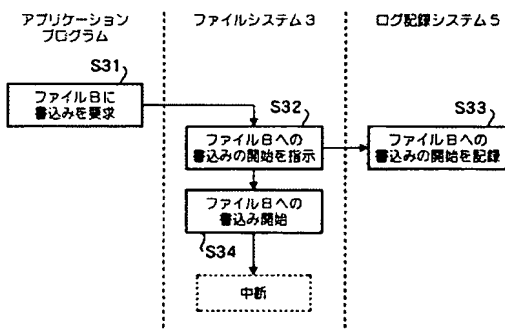 アプリケーション
プログラム
ファイルシステム3
ログ記録システム5
S31
ファイルBに
書込みを要求
S32
ファイルBへの
書込みの開始を指示
S33
ファイルBへの
書込みの開始を記録
ファイルBへの
書込み開始
S34
中断